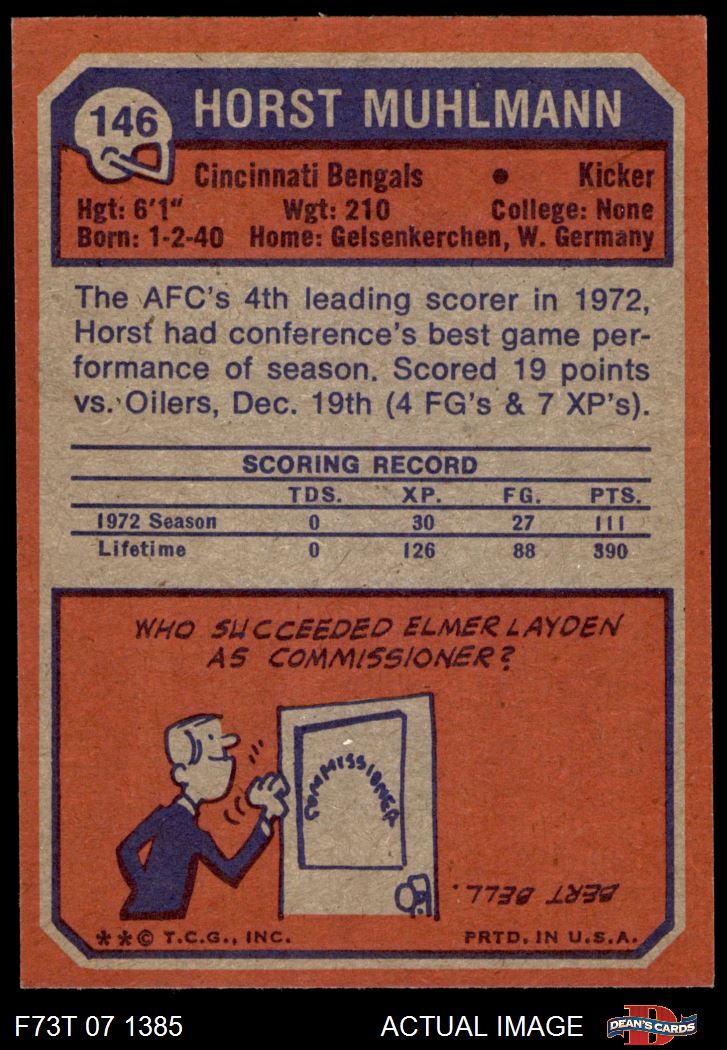 146
HORST MUHLMANN
Cincinnati Bengals • Kicker
Hgt: 6'1" Wgt: 210 College: None
Born: 1-2-40 Home: Gelsenkerchen, W. Germany
The AFC's 4th leading scorer in 1972,
Horst had conference's best game per-
formance of season. Scored 19 points
vs. Oilers, Dec. 19th (4 FG's & 7 XP's).
SCORING RECORD
TDS. XP. FG. PTS.
1972 Season 0 30 27 111
Lifetime 0 126 88 390
WHO SUCCEEDED ELMER LAYDEN
AS COMMISSIONER?
COMMISSIONER
BERT BELL.
**© T.C.G., INC. PRTD. IN U.S.A.
F73T 07 1385 ACTUAL IMAGE D DEAN'S CARDS